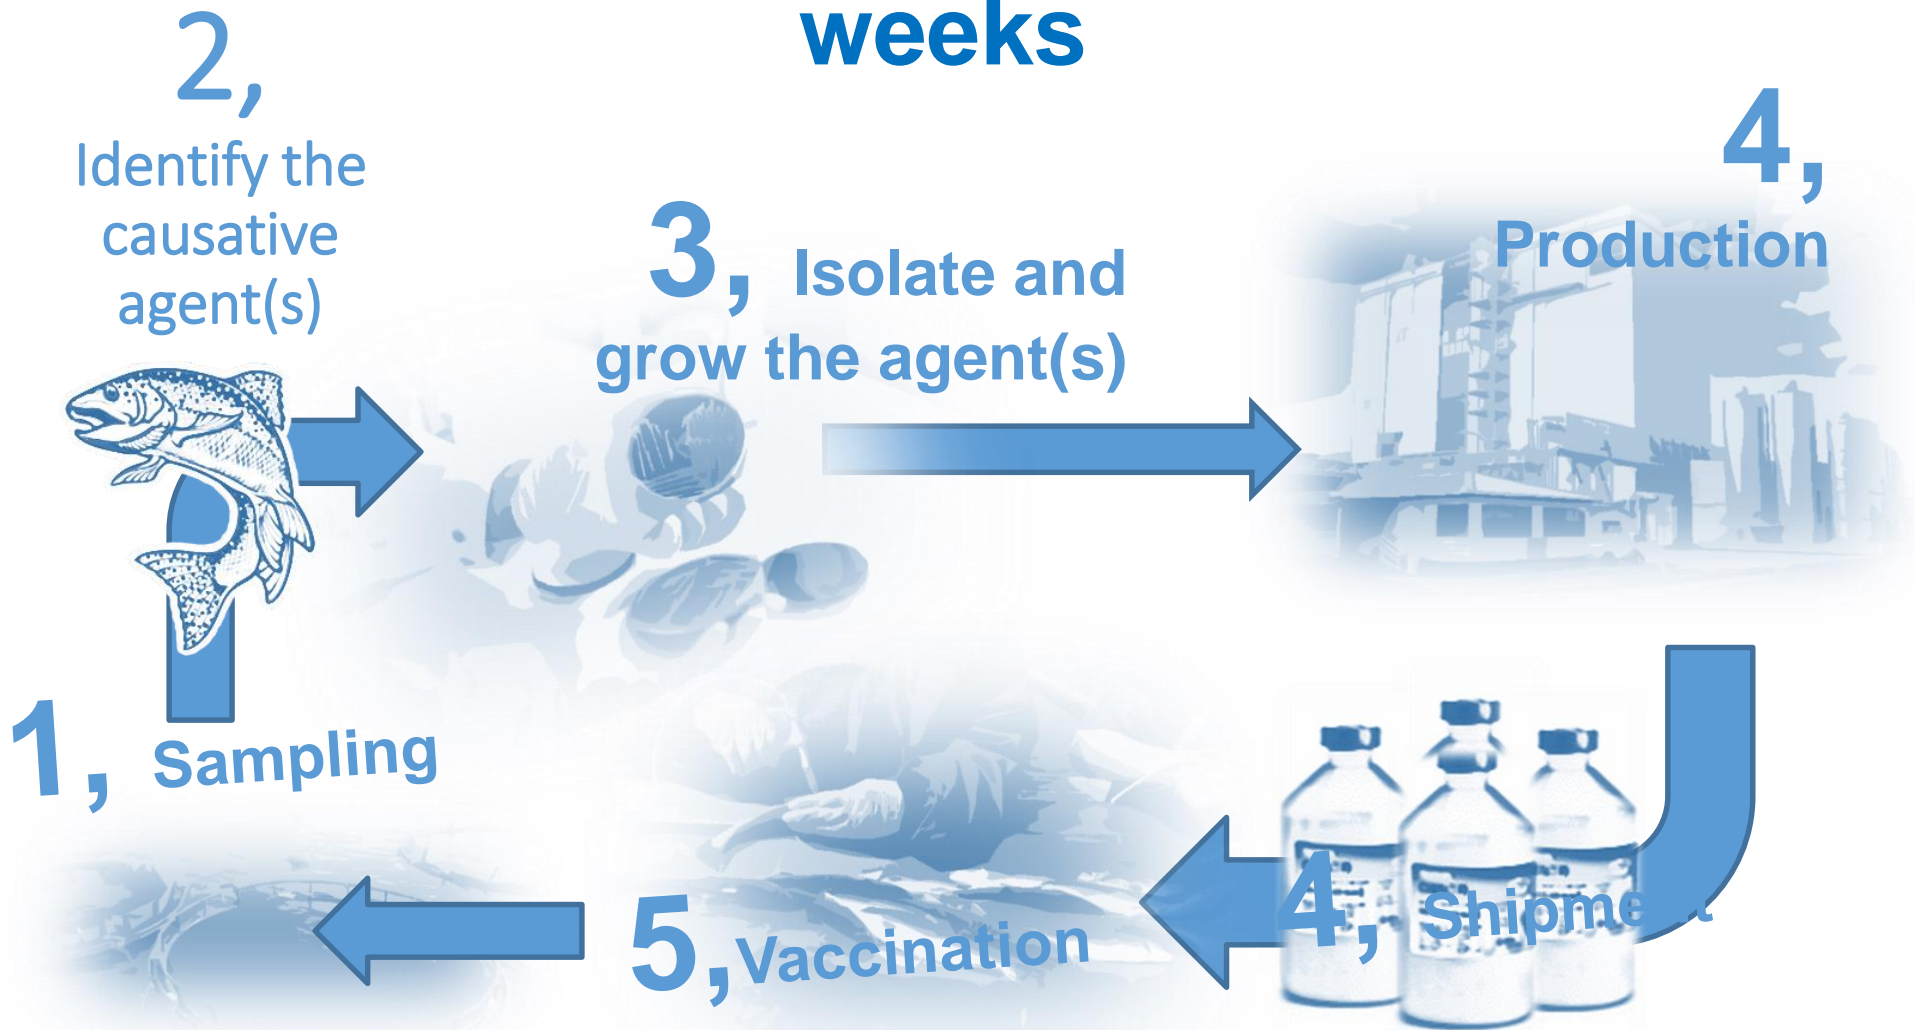 weeks
2,
Identify the
causative
agent(s)
3, Isolate and
grow the agent(s)
4,
Production
1, Sampling
5,Vaccination
4, Shipment